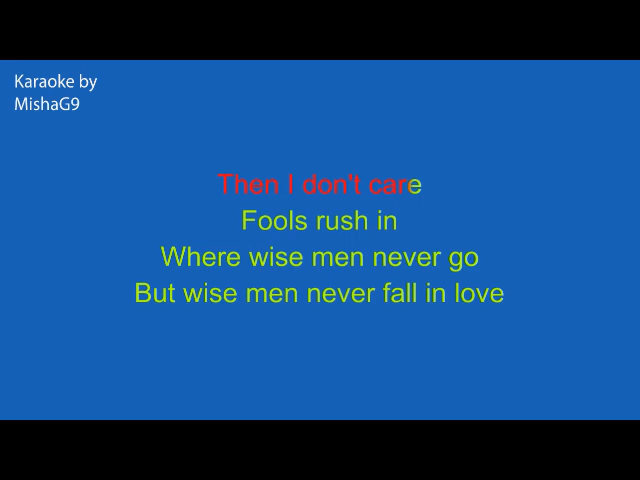 Karaoke by
MishaG9
Then I don't care
Fools rush in
Where wise men never go
But wise men never fall in love